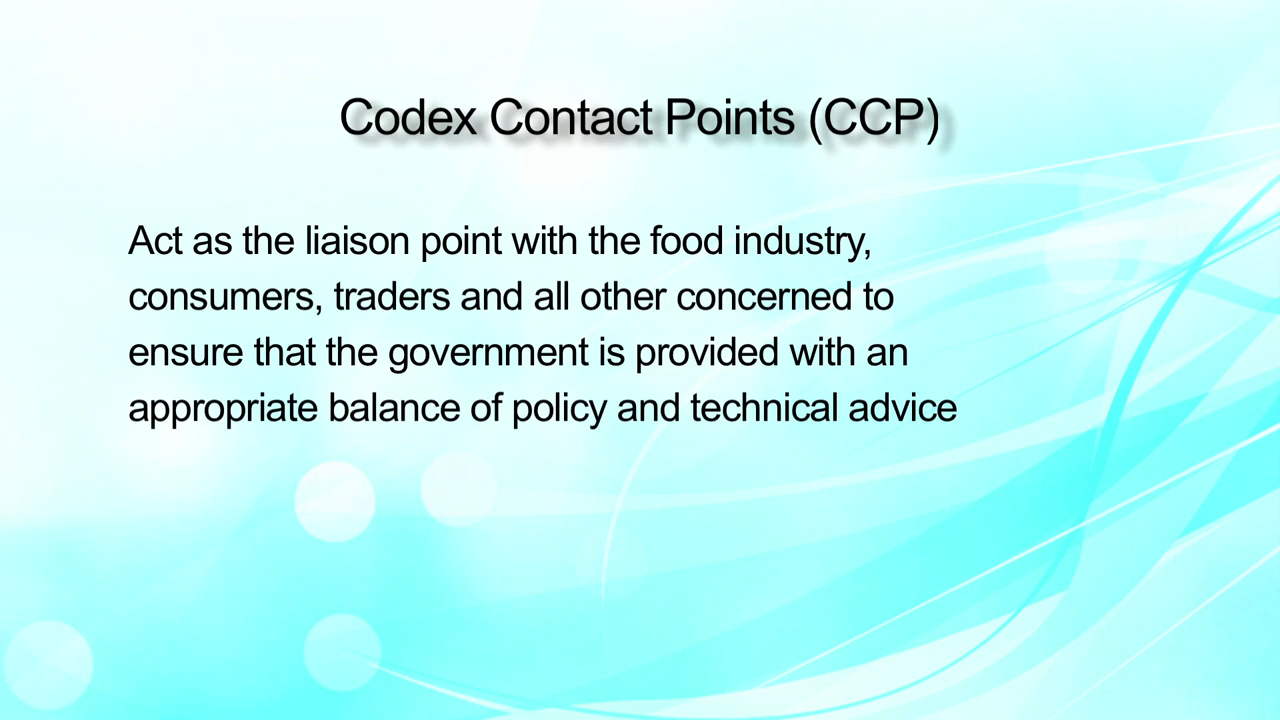 Codex Contact Points (CCP)
Act as the liaison point with the food industry,
consumers, traders and all other concerned to
ensure that the government is provided with an
appropriate balance of policy and technical advice